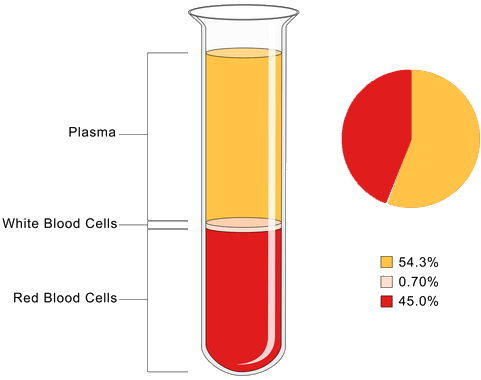 Plasma
White Blood Cells
Red Blood Cells
54.3%
0.70%
45.0%